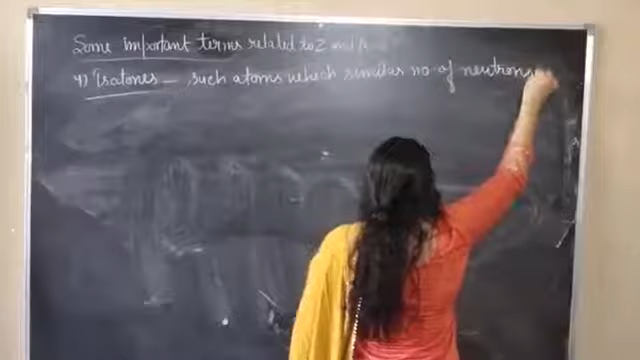 Some important terms related to Z and A
4) Isotones — such atoms which similar no of neutrons